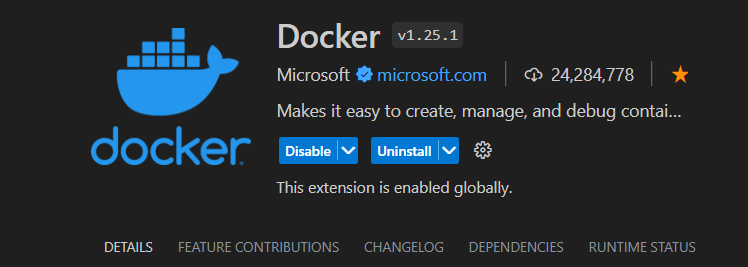 Docker v1.25.1
Microsoft microsoft.com 24,284,778
Makes it easy to create, manage, and debug contai...
Disable Uninstall
This extension is enabled globally.
docker
DETAILS FEATURE CONTRIBUTIONS CHANGELOG DEPENDENCIES RUNTIME STATUS